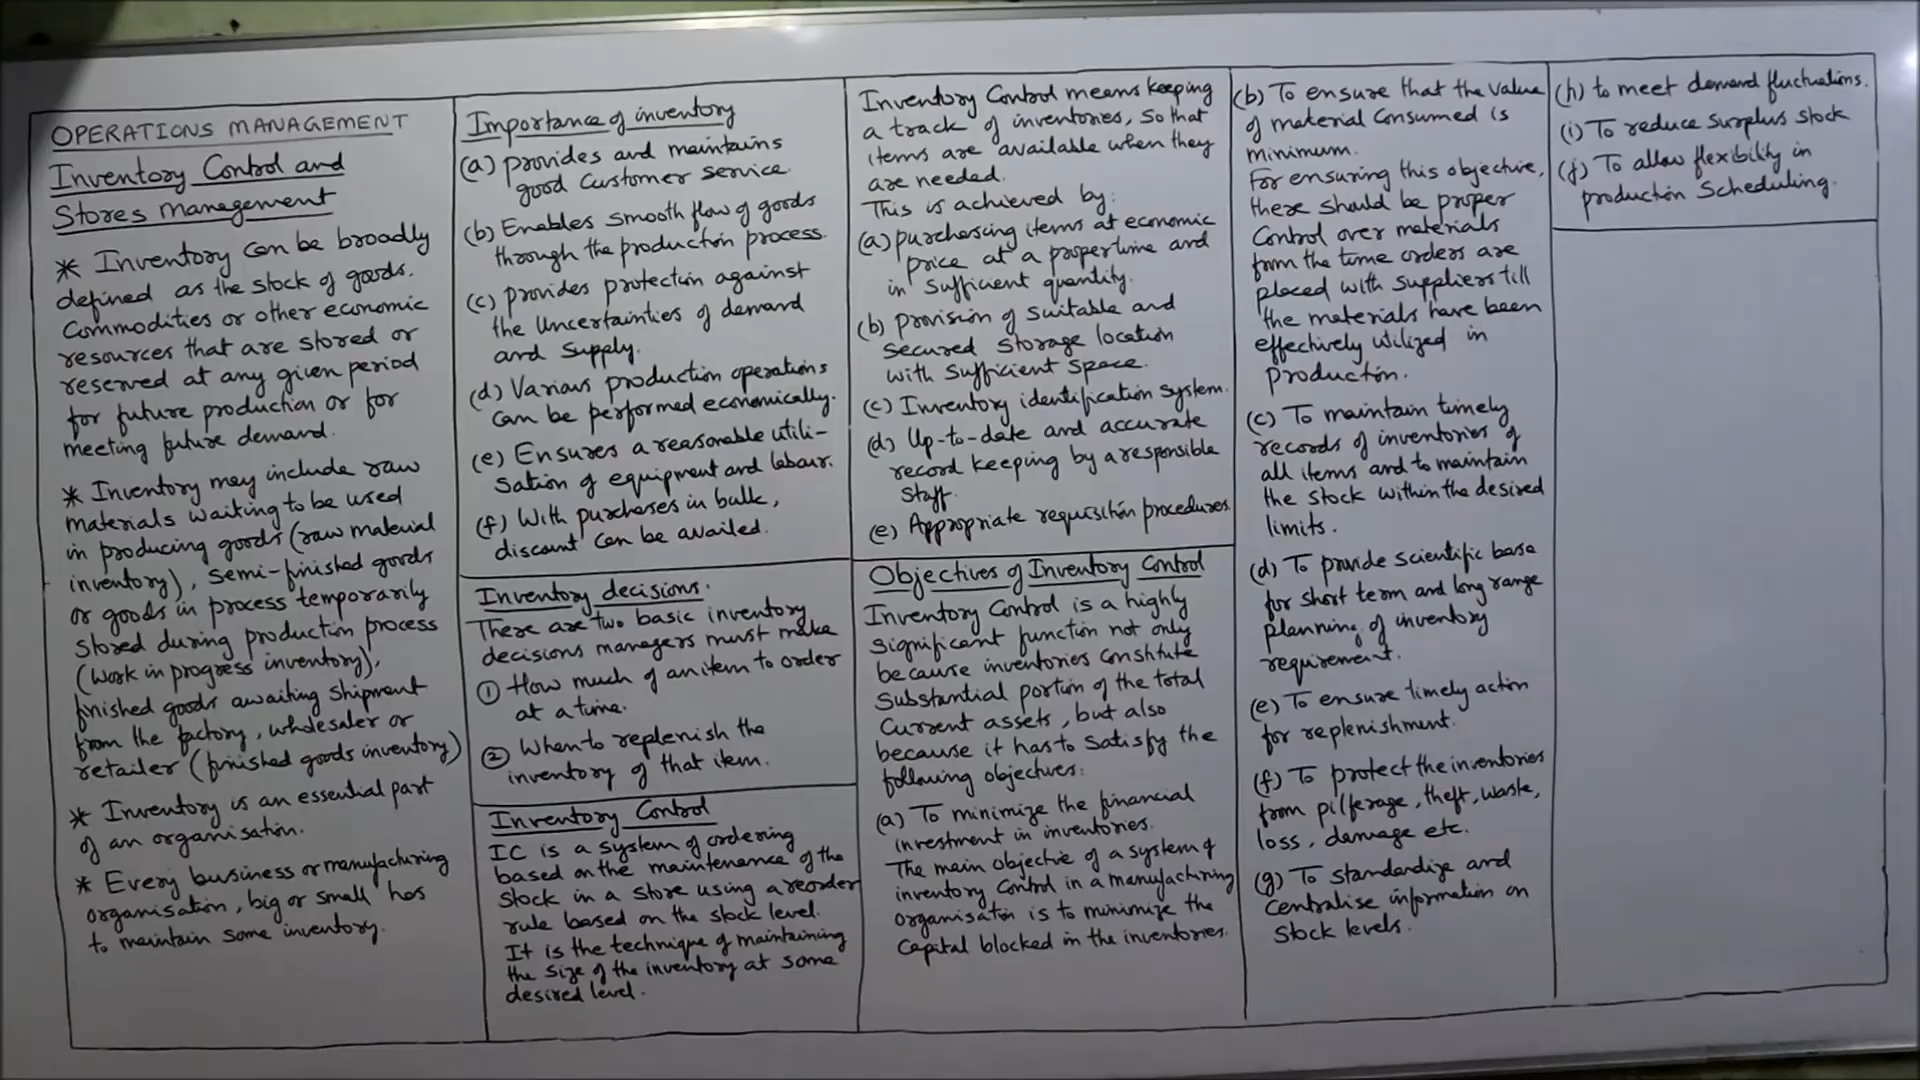 OPERATIONS MANAGEMENT
Inventory Control and
Stores Management
* Inventory can be broadly
defined as the stock of goods,
Commodities or other economic
resources that are stored or
reserved at any given period
for future production or for
meeting future demand.
* Inventory may include raw
materials waiting to be used
in producing goods (raw material
inventory), semi-finished goods
or goods in process temporarily
stored during production process
(work in progress inventory),
finished goods awaiting shipment
from the factory, wholesaler or
retailer (finished goods inventory)
* Inventory is an essential part
of an organisation.
* Every business or manufacturing
organisation, big or small has
to maintain some inventory.
Importance of inventory
(a) provides and maintains
good customer service.
(b) Enables smooth flow of goods
through the production process.
(c) provides protection against
the uncertainties of demand
and supply.
(d) Various production operations
can be performed economically.
(e) Ensures a reasonable utili-
sation of equipment and labour.
(f) With purchases in bulk,
discount can be availed.
Inventory decisions.
There are two basic inventory
decisions managers must make
① How much of an item to order
at a time.
② When to replenish the
inventory of that item.
Inventory Control
IC is a system of ordering
based on the maintenance of the
stock in a store using a reorder
rule based on the stock level.
It is the technique of maintaining
the size of the inventory at some
desired level.
Inventory Control means keeping
a track of inventories, so that
items are available when they
are needed.
This is achieved by:
(a) purchasing items at economic
price at a proper time and
in sufficient quantity.
(b) provision of suitable and
secured storage location
with sufficient space.
(c) Inventory identification system.
(d) Up-to-date and accurate
record keeping by a responsible
staff.
(e) Appropriate requisition procedures.
Objectives of Inventory Control
Inventory Control is a highly
significant function not only
because inventories constitute
substantial portion of the total
current assets, but also
because it has to satisfy the
following objectives:
(a) To minimize the financial
investment in inventories.
The main objective of a system of
inventory control in a manufacturing
organisation is to minimize the
capital blocked in the inventories.
(b) To ensure that the value
of material consumed is
minimum.
For ensuring this objective,
there should be proper
control over materials
from the time orders are
placed with suppliers till
the materials have been
effectively utilized in
production.
(c) To maintain timely
records of inventories of
all items and to maintain
the stock within the desired
limits.
(d) To provide scientific base
for short term and long range
planning of inventory
requirement.
(e) To ensure timely action
for replenishment.
(f) To protect the inventories
from pilferage, theft, waste,
loss, damage etc.
(g) To standardize and
centralise information on
stock levels.
(h) to meet demand fluctuations.
(i) To reduce surplus stock
(j) To allow flexibility in
production scheduling.